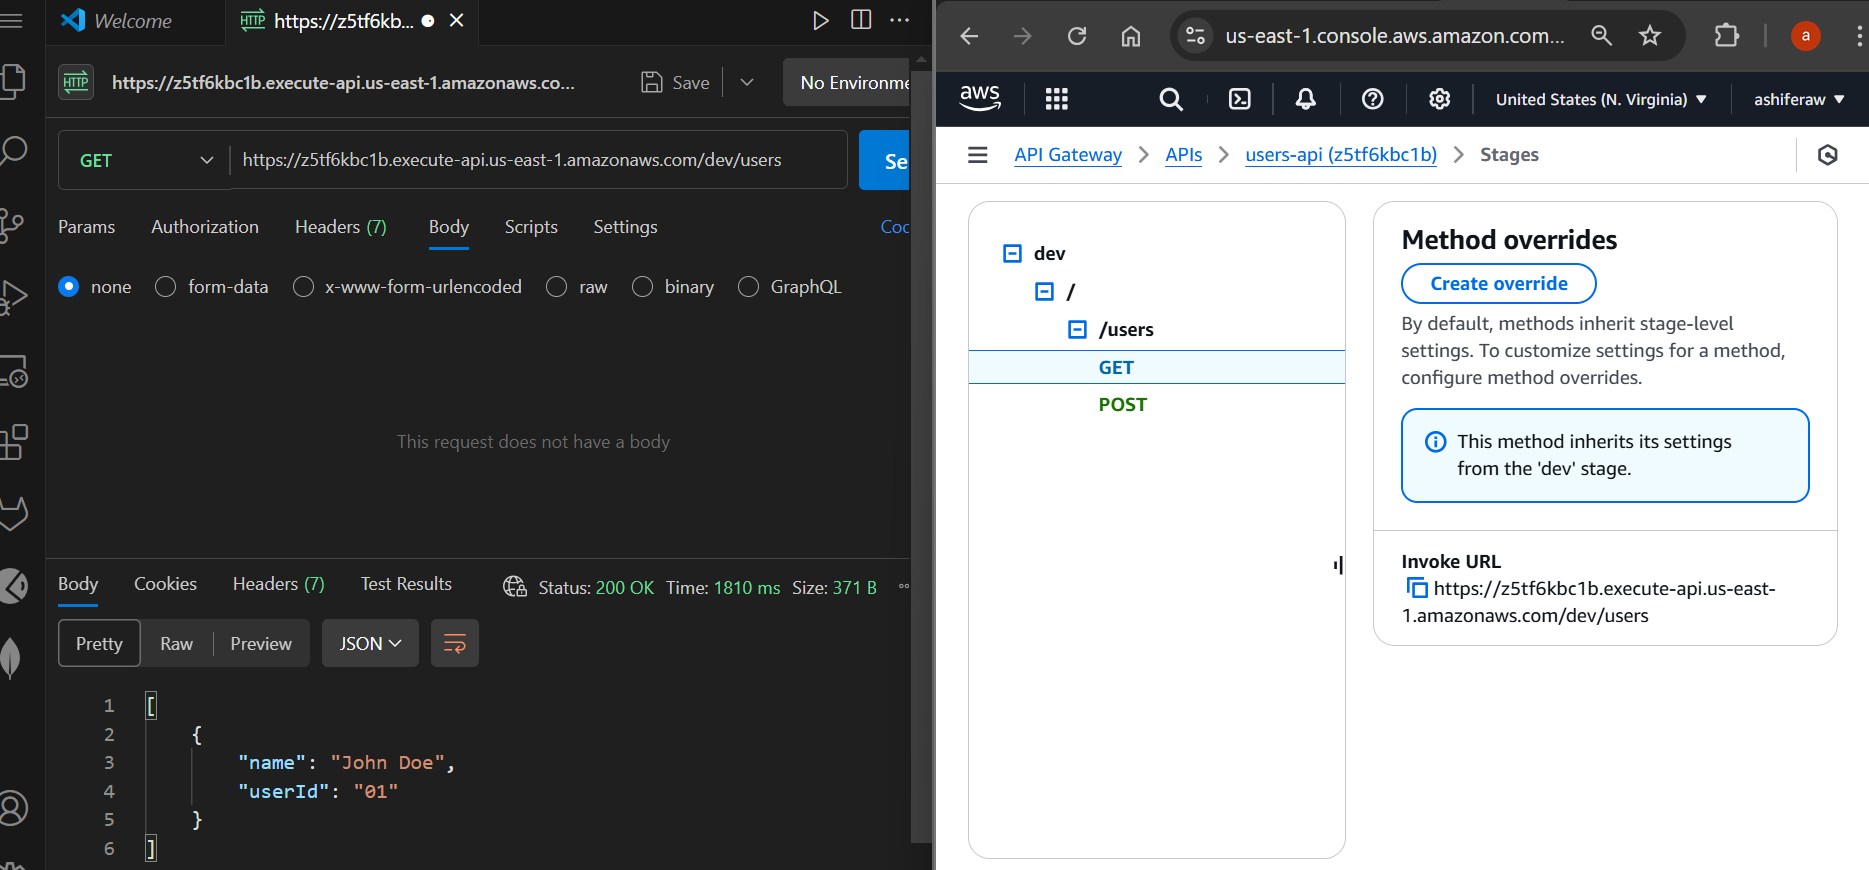 Welcome
HTTP https://z5tf6kb...
HTTP https://z5tf6kbc1b.execute-api.us-east-1.amazonaws.co...
Save
No Environme
GET
https://z5tf6kbc1b.execute-api.us-east-1.amazonaws.com/dev/users
Se
Params Authorization Headers (7) Body Scripts Settings Coo
none form-data x-www-form-urlencoded raw binary GraphQL
This request does not have a body
Body Cookies Headers (7) Test Results Status: 200 OK Time: 1810 ms Size: 371 B
Pretty Raw Preview JSON
1 [
2 {
3 "name": "John Doe",
4 "userId": "01"
5 }
6 ]
us-east-1.console.aws.amazon.com...
a
aws
United States (N. Virginia)
ashiferaw
API Gateway
APIs
users-api (z5tf6kbc1b)
Stages
dev
/
/users
GET
POST
Method overrides
Create override
By default, methods inherit stage-level
settings. To customize settings for a method,
configure method overrides.
This method inherits its settings
from the 'dev' stage.
Invoke URL
https://z5tf6kbc1b.execute-api.us-east-
1.amazonaws.com/dev/users